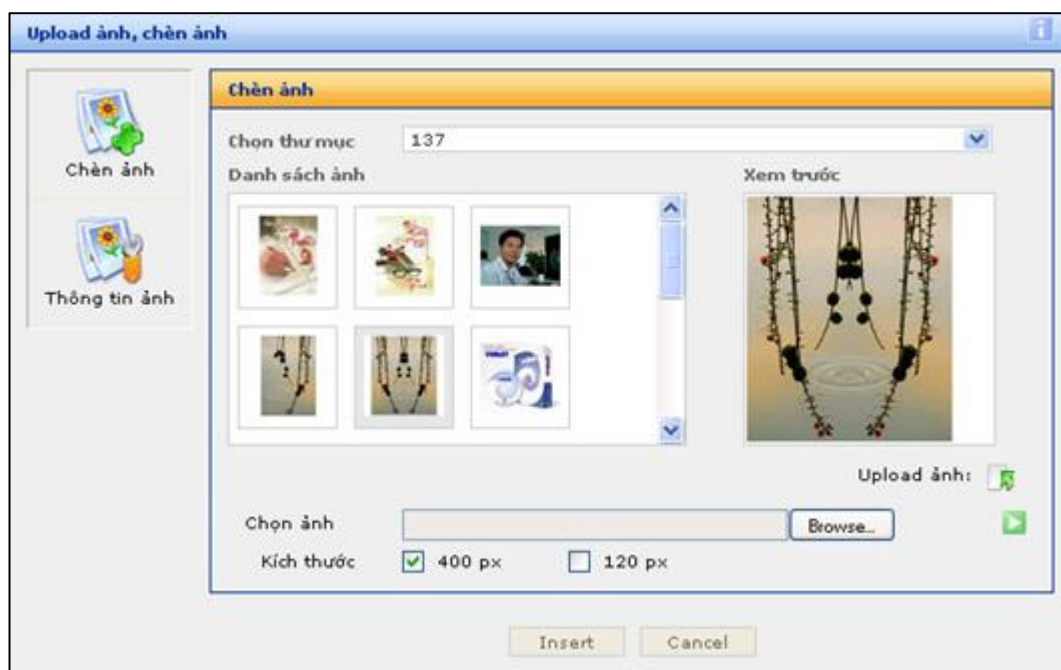 Upload ảnh, chèn ảnh
Chèn ảnh
Thông tin ảnh
Chèn ảnh
Chọn thư mục 137
Danh sách ảnh Xem trước
Upload ảnh:
Chọn ảnh Browse...
Kích thước 400 px 120 px
Insert Cancel